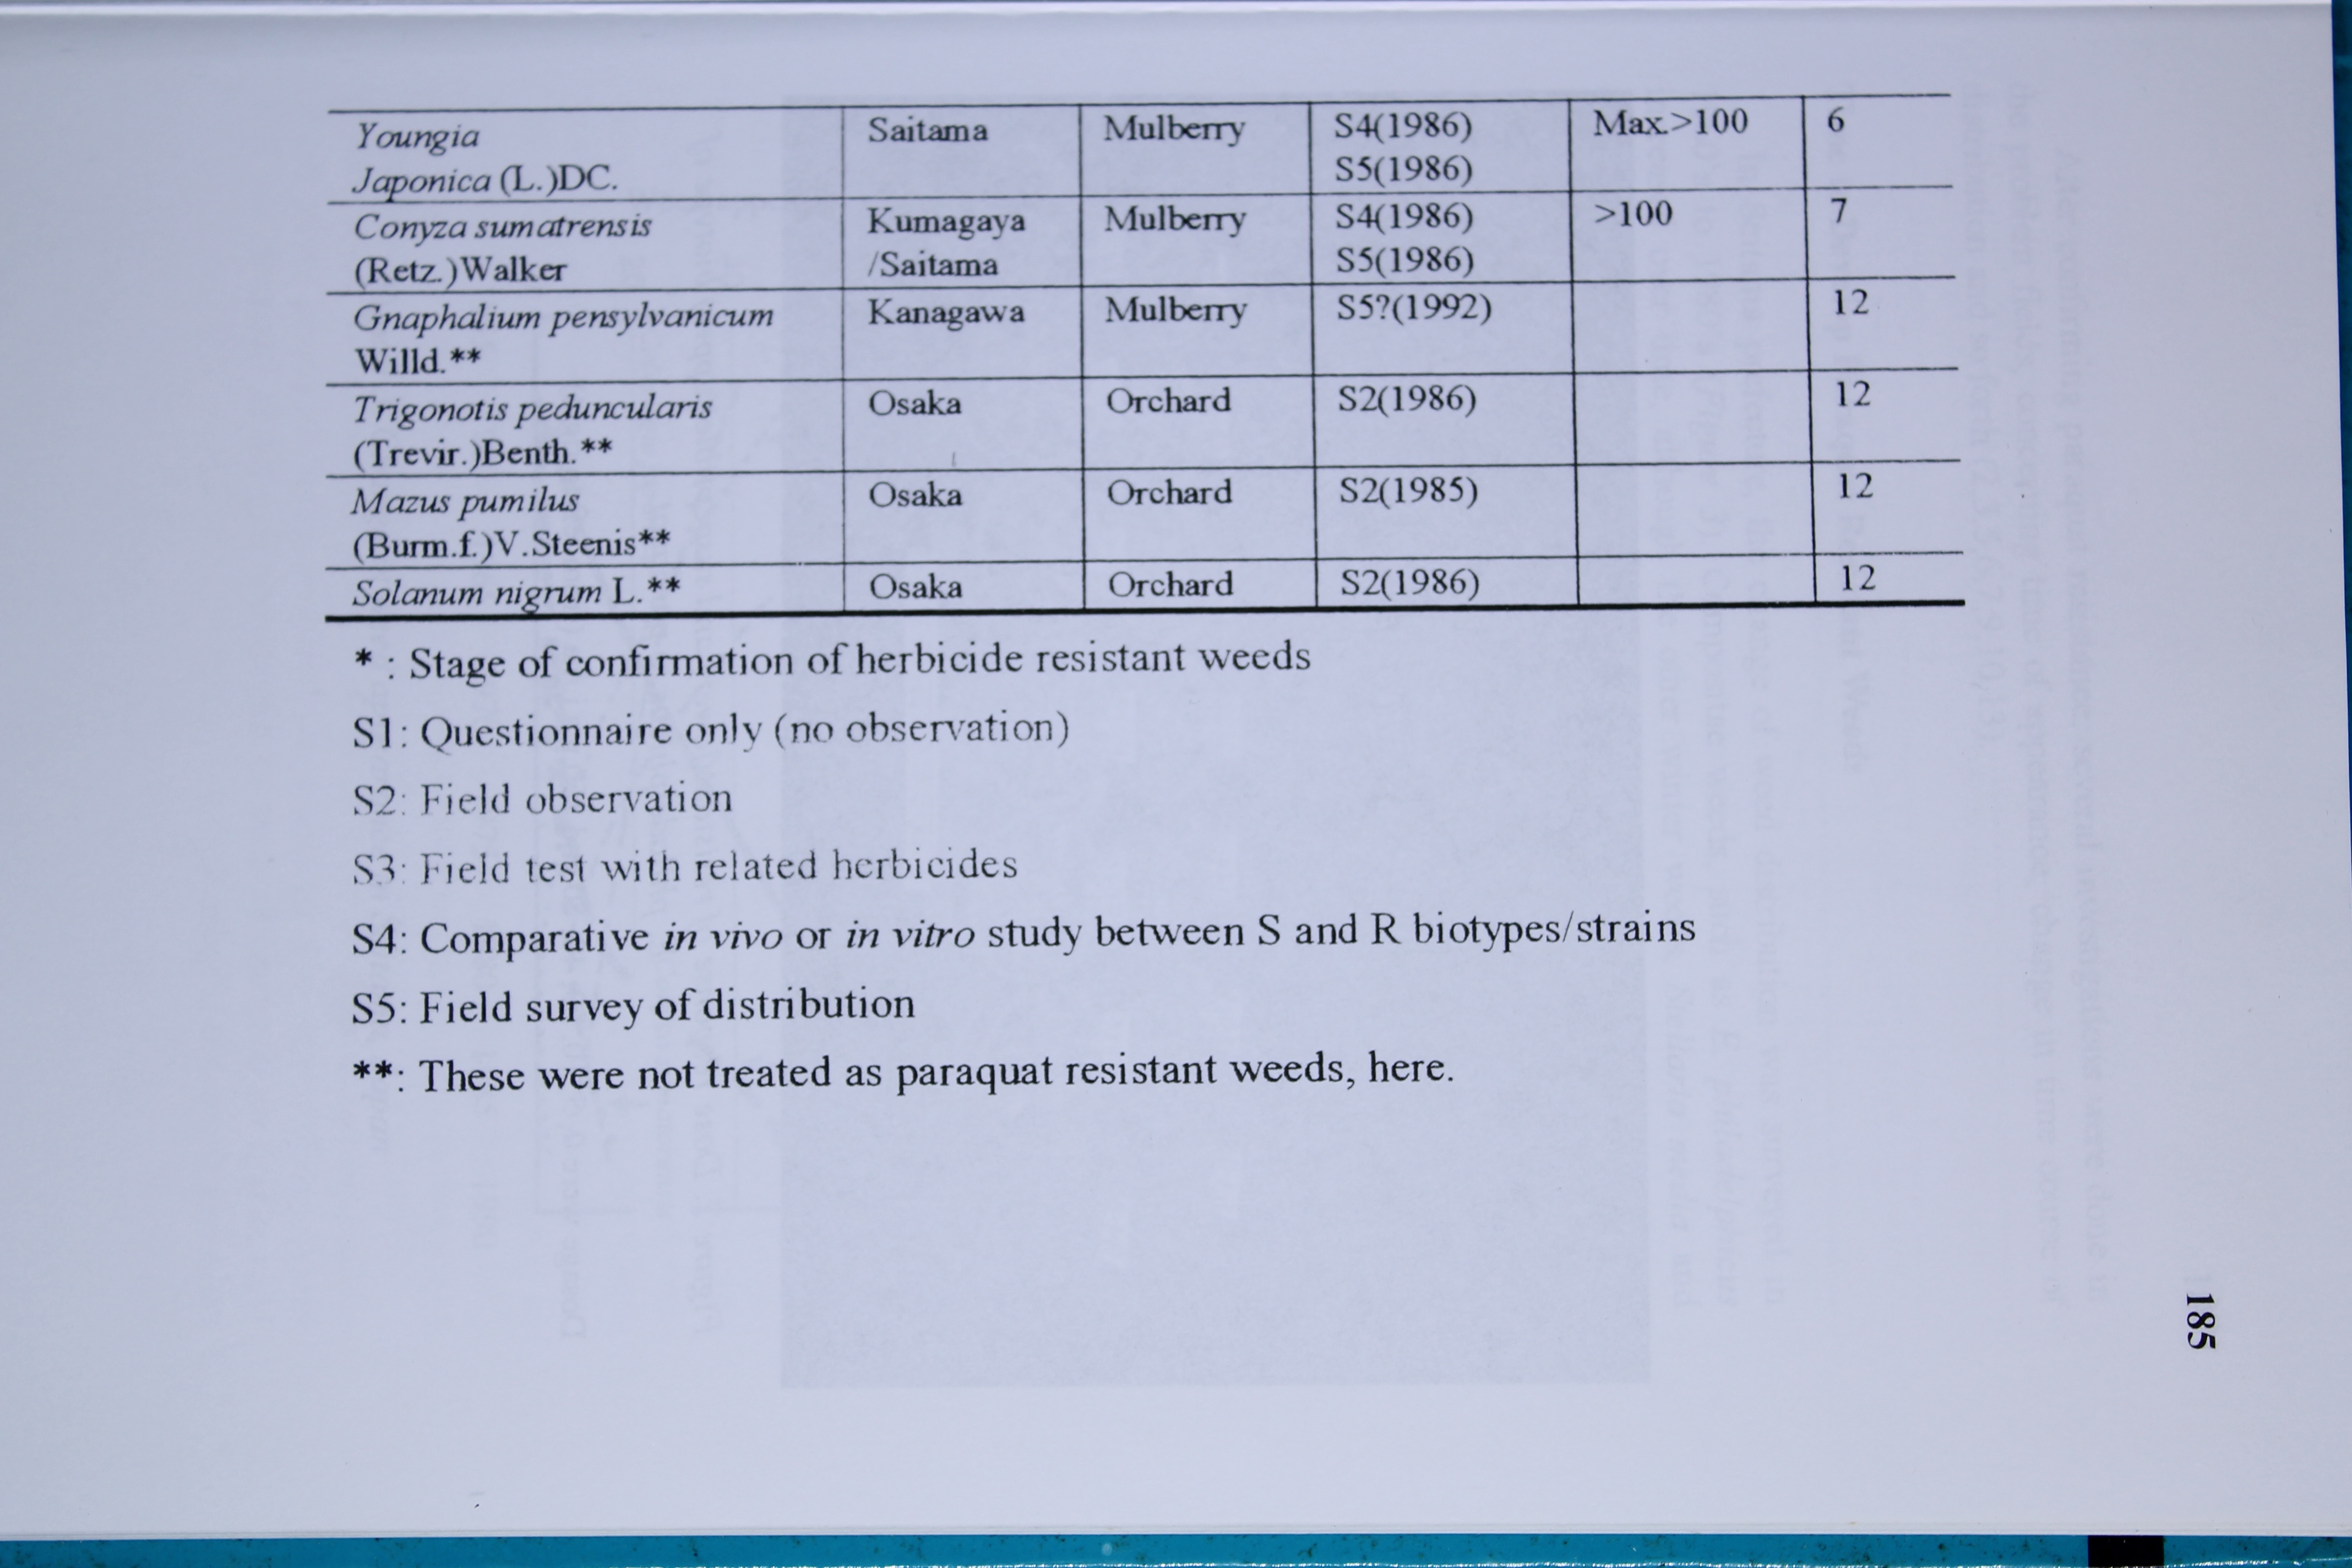 Youngia Saitama Mulberry S4(1986) Max.>100 6
Japonica (L.)DC. S5(1986)
Conyza sumatrensis Kumagaya Mulberry S4(1986) >100 7
(Retz.)Walker /Saitama S5(1986)
Gnaphalium pensylvanicum Kanagawa Mulberry S5?(1992) 12
Willd.**
Trigonotis peduncularis Osaka Orchard S2(1986) 12
(Trevir.)Benth.**
Mazus pumilus Osaka Orchard S2(1985) 12
(Burm.f.)V.Steenis**
Solanum nigrum L.** Osaka Orchard S2(1986) 12
* : Stage of confirmation of herbicide resistant weeds
S1: Questionnaire only (no observation)
S2: Field observation
S3: Field test with related herbicides
S4: Comparative in vivo or in vitro study between S and R biotypes/strains
S5: Field survey of distribution
**: These were not treated as paraquat resistant weeds, here.
185